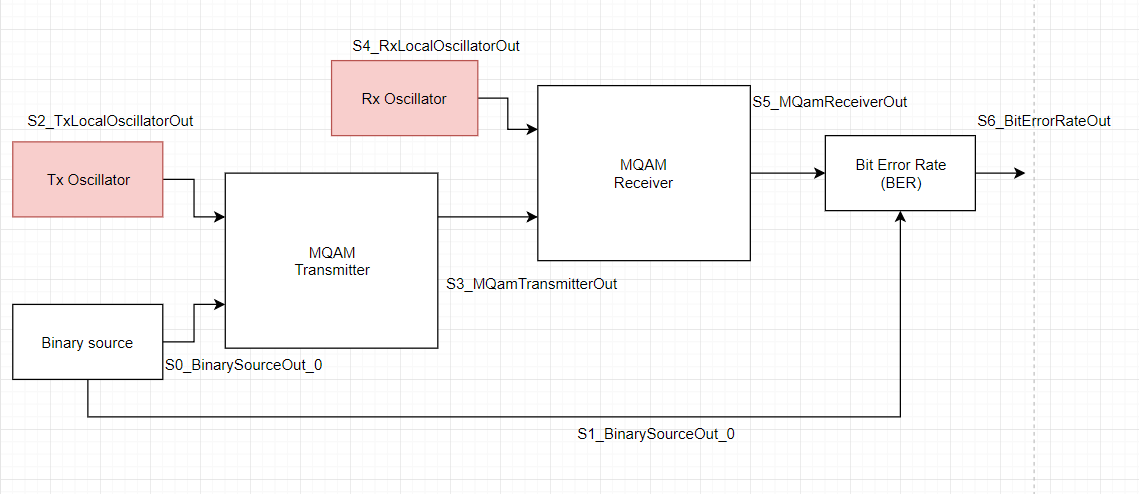 S4_RxLocalOscillatorOut
Rx Oscillator
S5_MQamReceiverOut
S6_BitErrorRateOut
S2_TxLocalOscillatorOut
Tx Oscillator
MQAM
Receiver
Bit Error Rate
(BER)
MQAM
Transmitter
S3_MQamTransmitterOut
Binary source
S0_BinarySourceOut_0
S1_BinarySourceOut_0